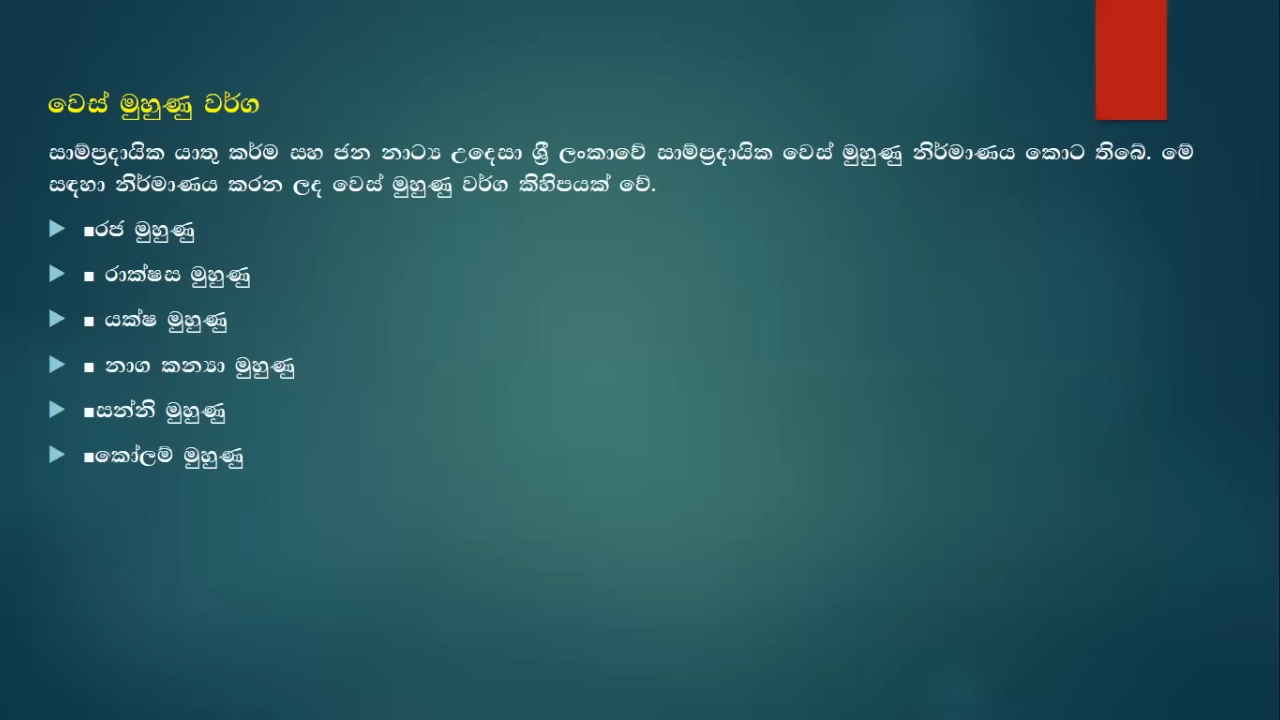 වෙස් මුහුණු වර්ග
සාම්ප්‍රදායික යාතු කර්ම සහ ජන නාට්‍ය උදෙසා ශ්‍රී ලංකාවේ සාම්ප්‍රදායික වෙස් මුහුණු නිර්මාණය කොට තිබේ. මේ
සඳහා නිර්මාණය කරන ලද වෙස් මුහුණු වර්ග කිහිපයක් වේ.
▶ ■රජ මුහුණු
▶ ■ රාක්ෂස මුහුණු
▶ ■ යක්ෂ මුහුණු
▶ ■ නාග කන්‍යා මුහුණු
▶ ■සන්නි මුහුණු
▶ ■කෝලම් මුහුණු